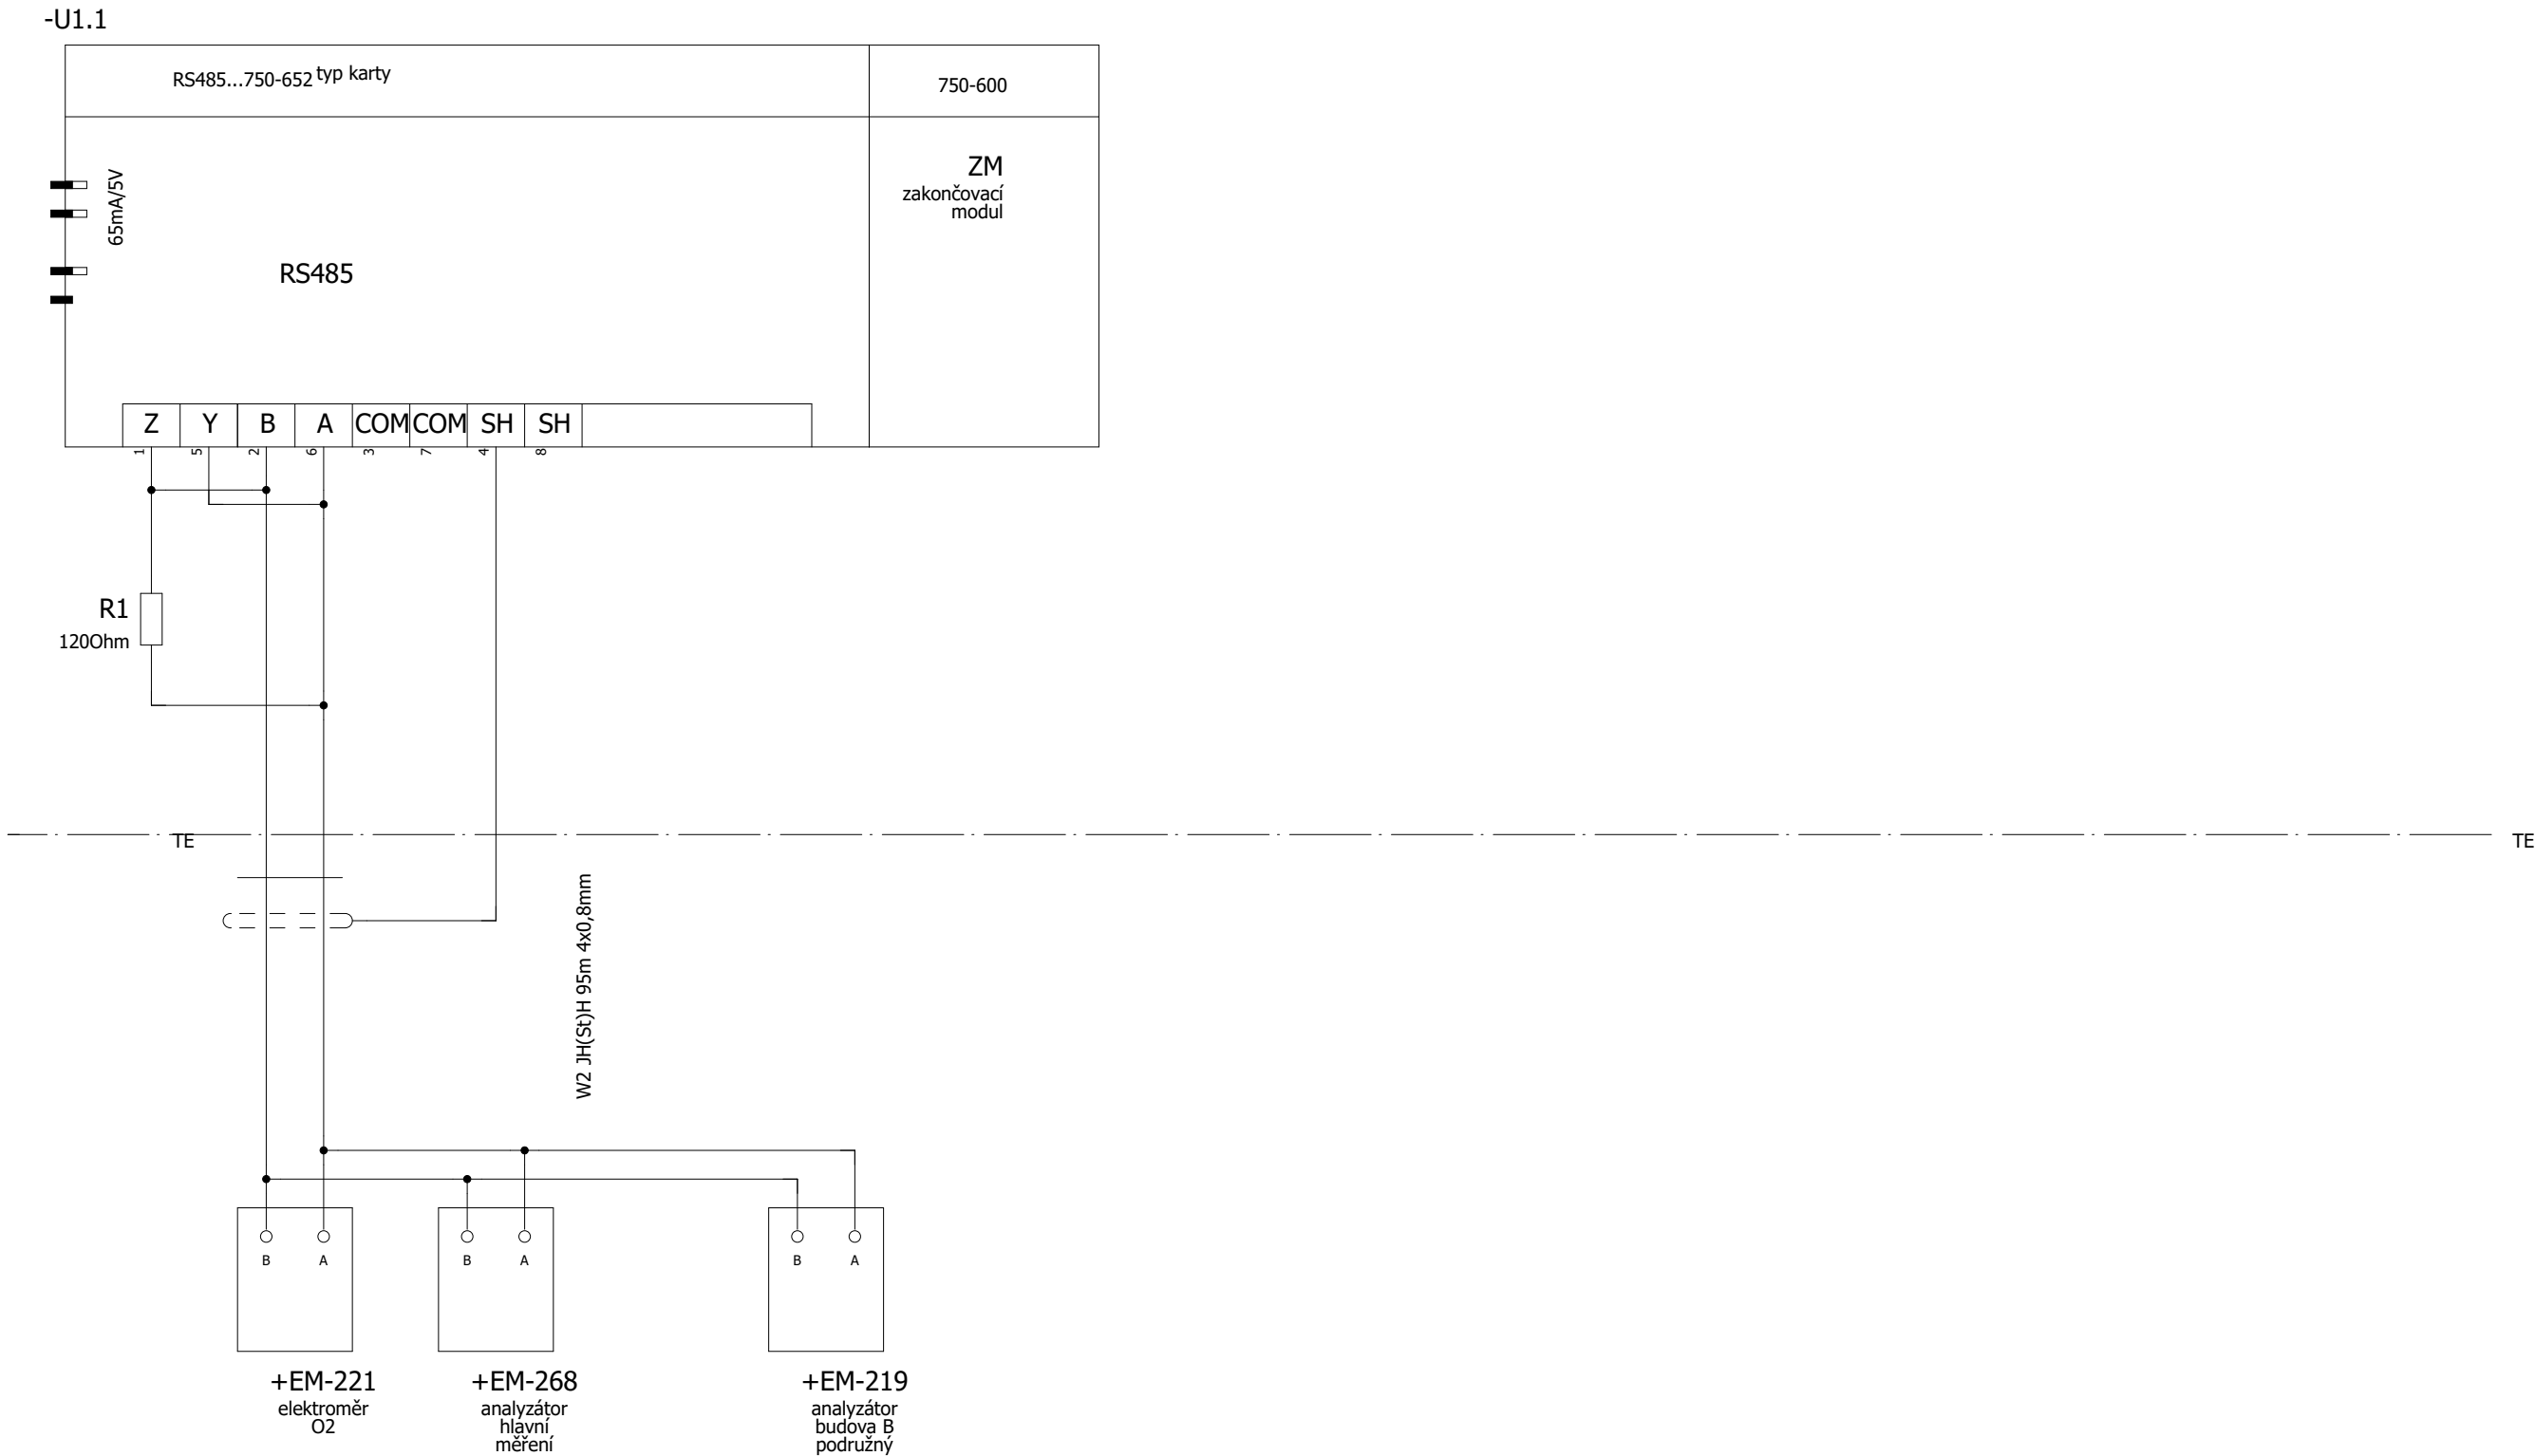 -U1.1
RS485...750-652 typ karty
750-600
65mA/5V
ZM
zakončovací
modul
RS485
Z Y B A COM COM SH SH
1 5 2 6 3 7 4 8
R1
120Ohm
TE TE
W2 JH(St)H 95m 4x0,8mm
B A B A B A
+EM-221
elektroměr
O2
+EM-268
analyzátor
hlavní
měření
+EM-219
analyzátor
budova B
podružný